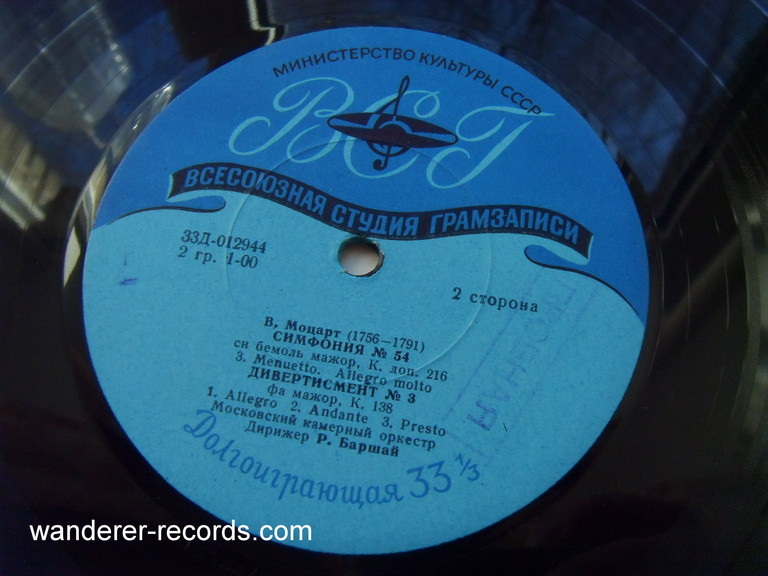 МИНИСТЕРСТВО КУЛЬТУРЫ СССР
ВСГ
ВСЕСОЮЗНАЯ СТУДИЯ ГРАМЗАПИСИ
33Д-012944
2 гр. 1-00
2 сторона
В. Моцарт (1756—1791)
СИМФОНИЯ № 54
си бемоль мажор, К. доп. 216
3. Menuetto. Allegro molto
ДИВЕРТИСМЕНТ № 3
фа мажор, К. 138
1. Allegro 2. Andante 3. Presto
Московский камерный оркестр
Дирижер Р. Баршай
Долгоиграющая 33 1/3
wanderer-records.com